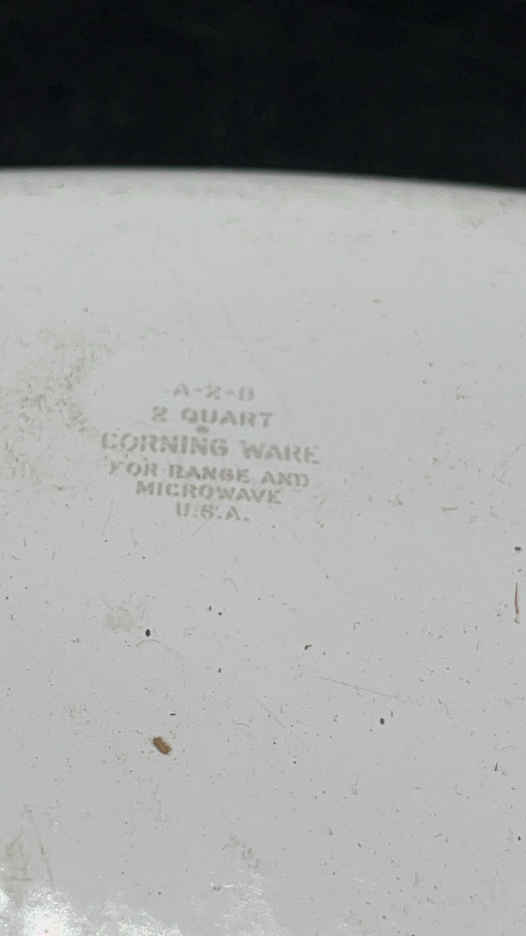 A-2-B
2 QUART
CORNING WARE
FOR RANGE AND
MICROWAVE
U.S.A.